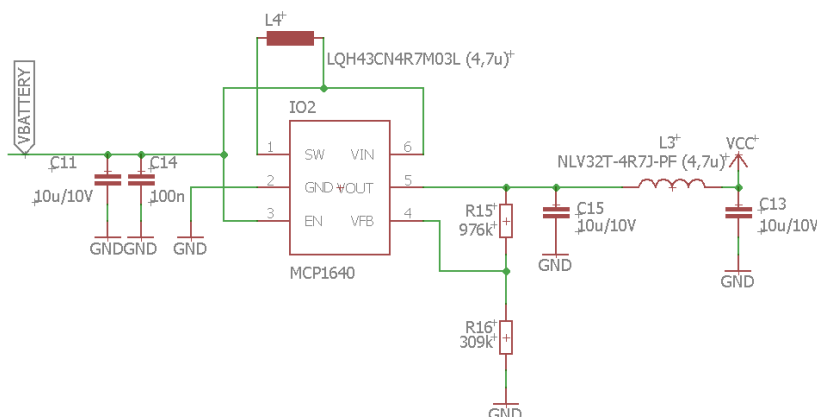 L4
LQH43CN4R7M03L (4,7u)
VBATTERY
IO2
C11
10u/10V
C14
100n
GND
GND
GND
1
SW
VIN
6
2
GND
VOUT
5
3
EN
VFB
4
MCP1640
R15
976k
C15
10u/10V
GND
L3
NLV32T-4R7J-PF (4,7u)
VCC
C13
10u/10V
GND
R16
309k
GND